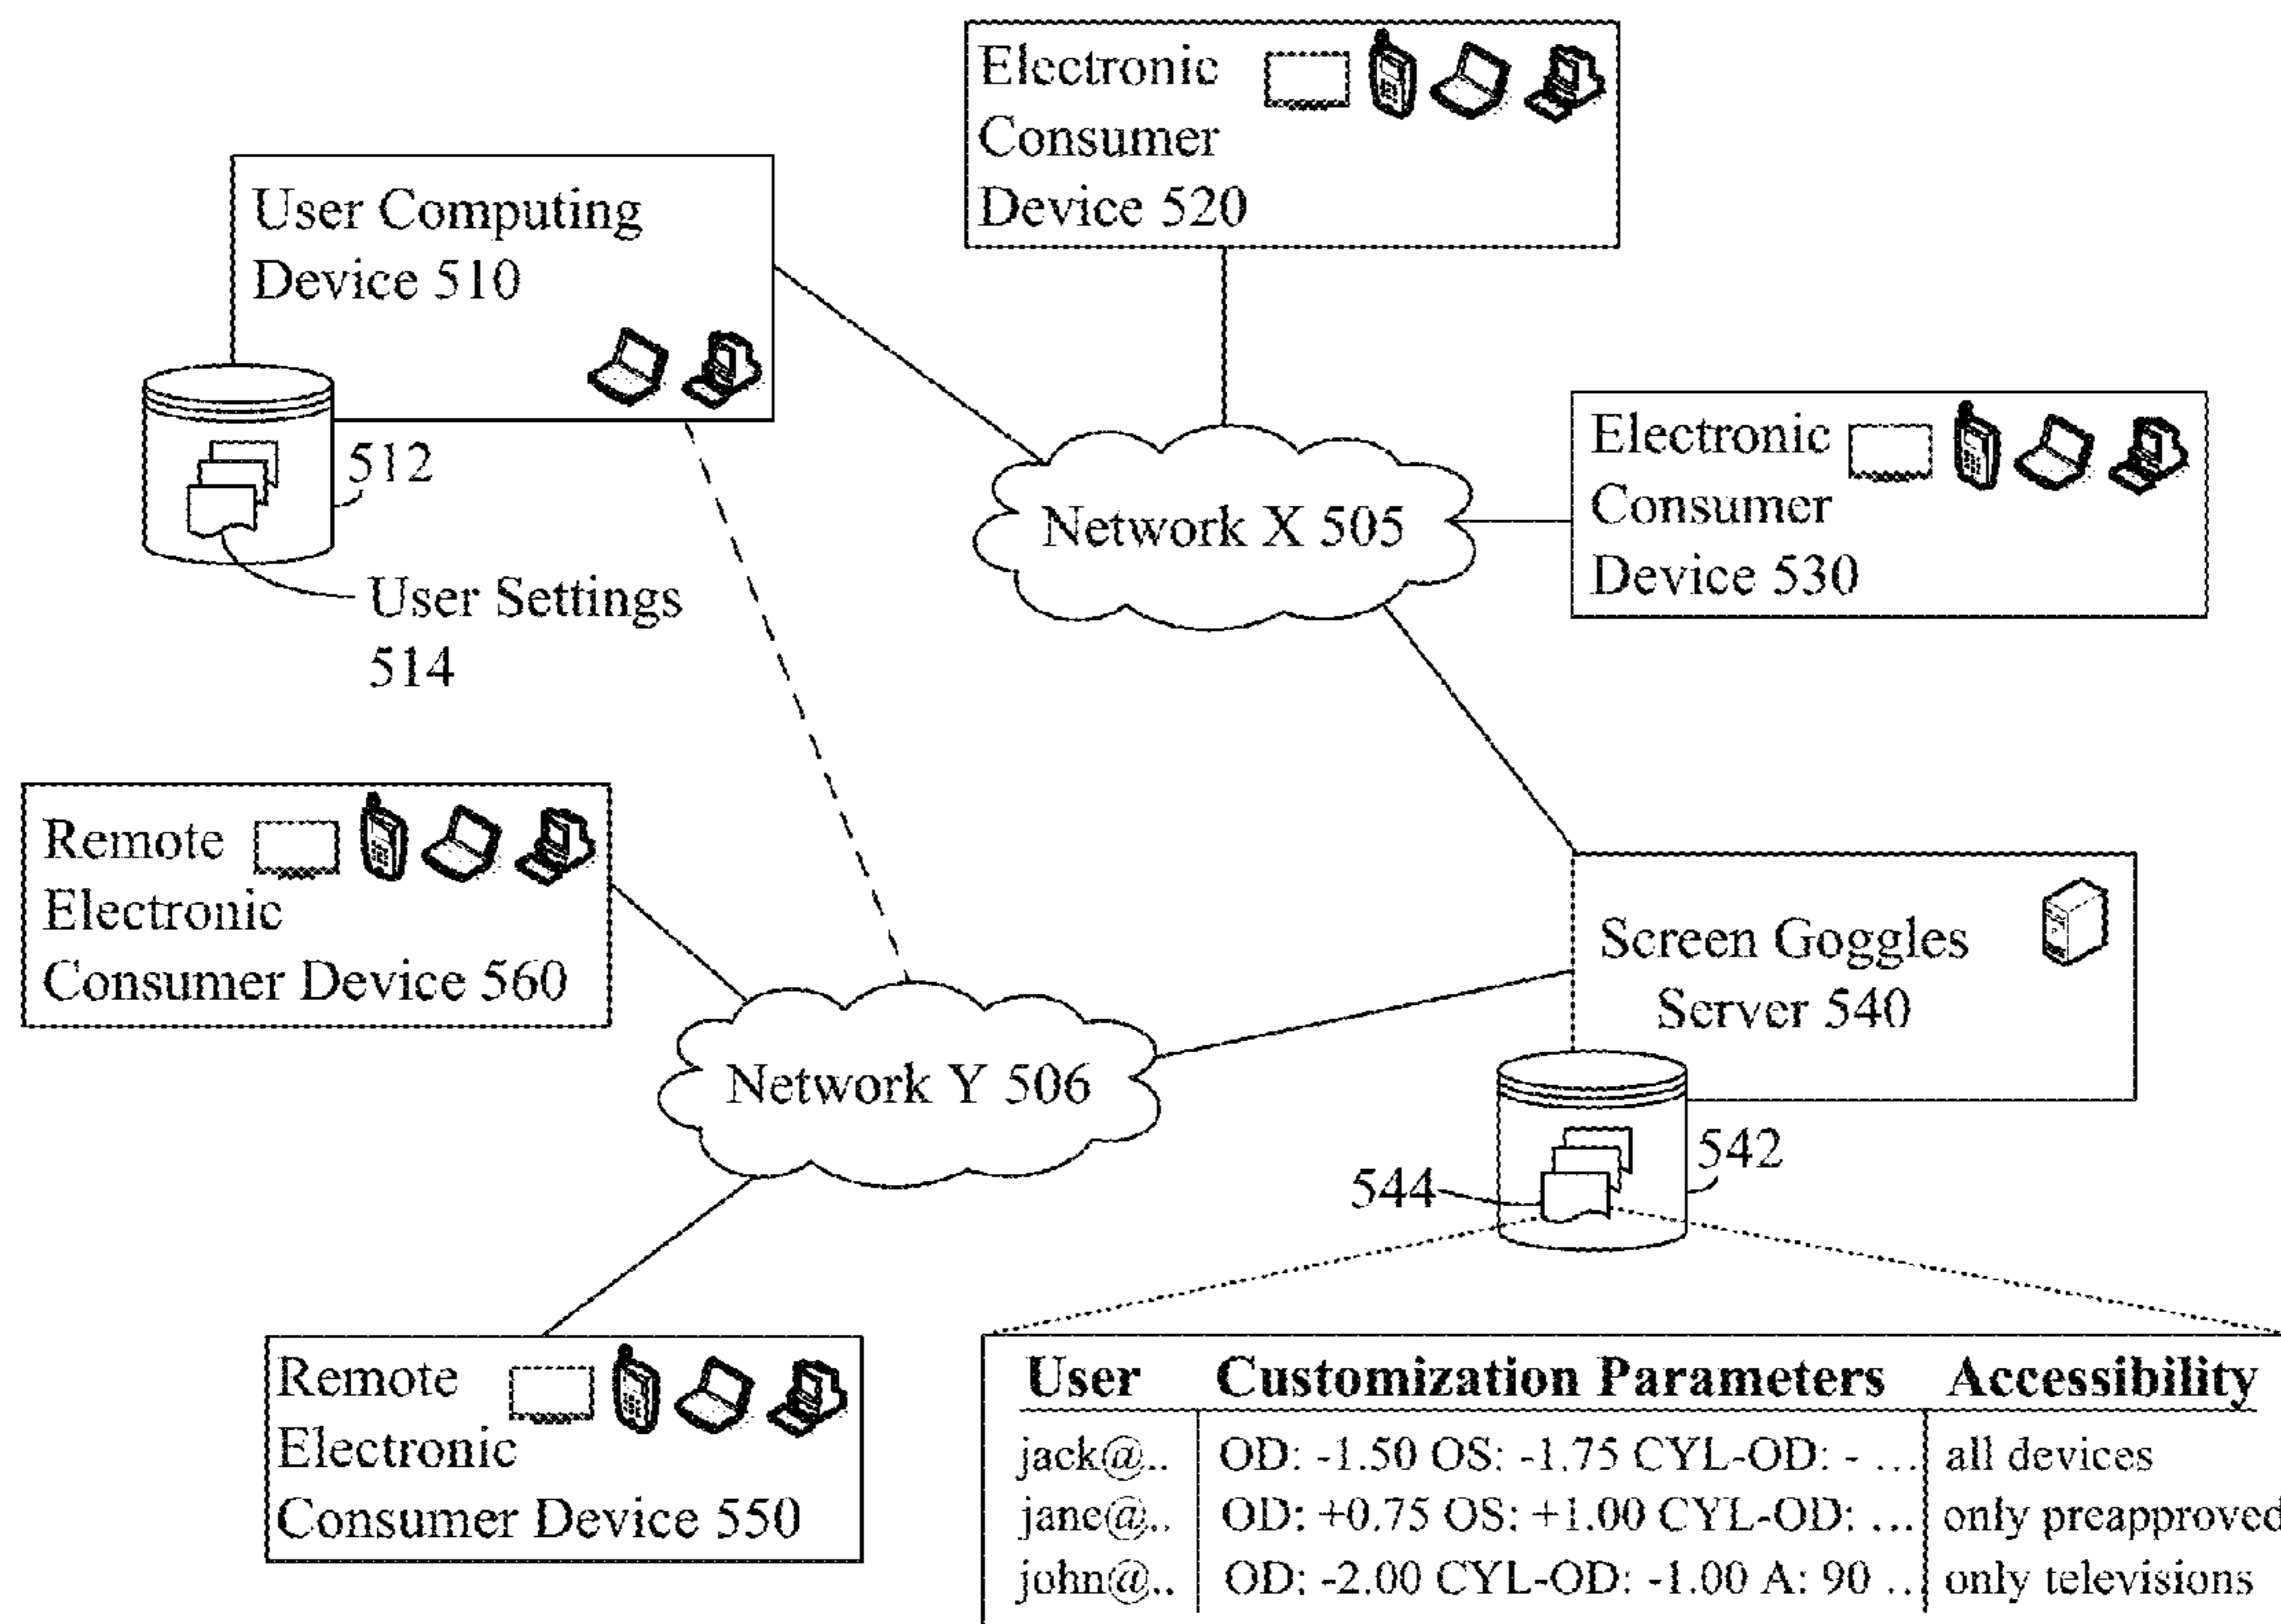 Electronic
Consumer
Device 520
User Computing
Device 510
512
User Settings
514
Electronic
Consumer
Device 530
Network X 505
Remote
Electronic
Consumer Device 560
Screen Goggles
Server 540
Network Y 506
542
544
Remote
Electronic
Consumer Device 550
User Customization Parameters Accessibility
jack@.. OD: -1.50 OS: -1.75 CYL-OD: - ... all devices
jane@.. OD: +0.75 OS: +1.00 CYL-OD: ... only preapproved
john@.. OD: -2.00 CYL-OD: -1.00 A: 90 .. only televisions